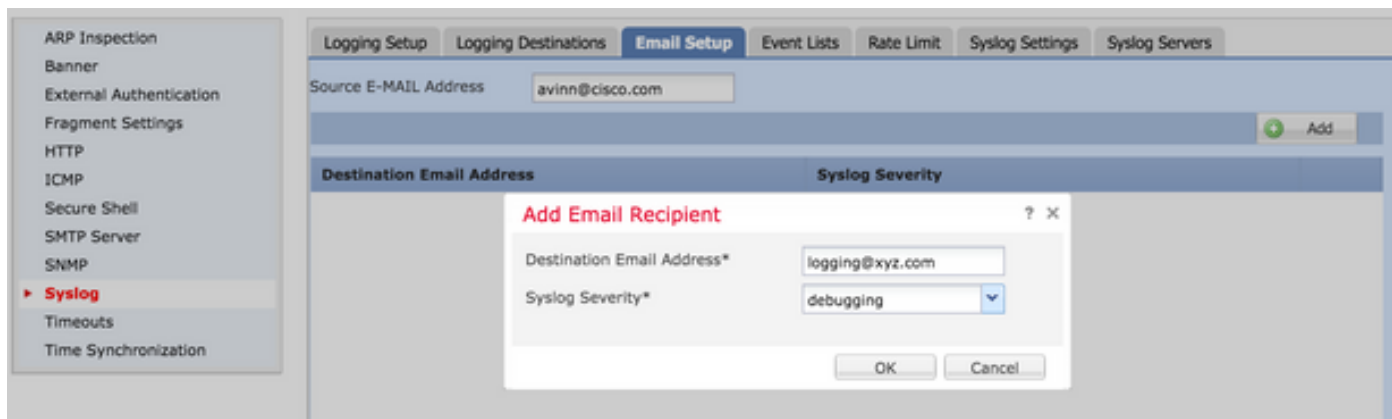 ARP Inspection
Banner
External Authentication
Fragment Settings
HTTP
ICMP
Secure Shell
SMTP Server
SNMP
Syslog
Timeouts
Time Synchronization
Logging Setup Logging Destinations Email Setup Event Lists Rate Limit Syslog Settings Syslog Servers
Source E-MAIL Address avinn@cisco.com
Add
Destination Email Address Syslog Severity
Add Email Recipient ? ×
Destination Email Address* logging@xyz.com
Syslog Severity* debugging
OK Cancel